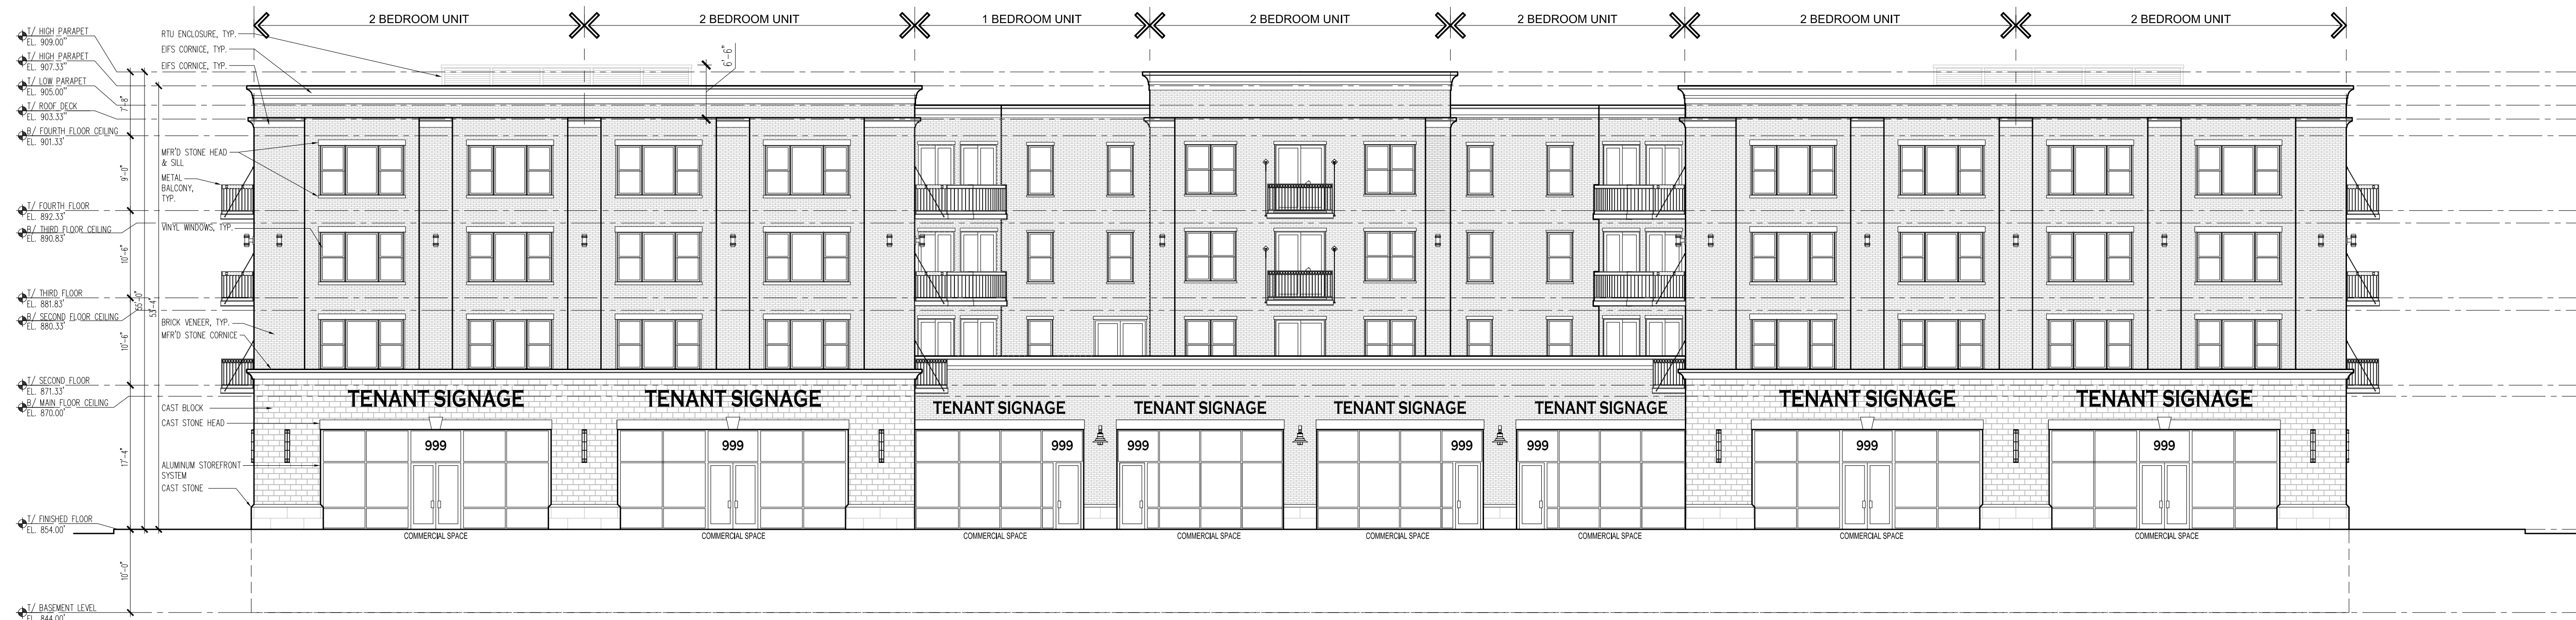 2 BEDROOM UNIT
2 BEDROOM UNIT
1 BEDROOM UNIT
2 BEDROOM UNIT
2 BEDROOM UNIT
2 BEDROOM UNIT
2 BEDROOM UNIT
T/ HIGH PARAPET
EL. 909.00"
T/ HIGH PARAPET
EL. 907.33"
T/ LOW PARAPET
EL. 905.00"
T/ ROOF DECK
EL. 903.33"
B/ FOURTH FLOOR CEILING
EL. 901.33'
T/ FOURTH FLOOR
EL. 892.33'
B/ THIRD FLOOR CEILING
EL. 890.83'
T/ THIRD FLOOR
EL. 881.83'
B/ SECOND FLOOR CEILING
EL. 880.33'
T/ SECOND FLOOR
EL. 871.33'
B/ MAIN FLOOR CEILING
EL. 870.00'
T/ FINISHED FLOOR
EL. 854.00'
T/ BASEMENT LEVEL
EL. 844.00'
7'-8"
9'-0"
10'-6"
10'-6"
17'-4"
10'-0"
55'-0"
53'-4"
6'-6"
RTU ENCLOSURE, TYP.
EIFS CORNICE, TYP.
EIFS CORNICE, TYP.
MFR'D STONE HEAD
& SILL
METAL
BALCONY,
TYP.
VINYL WINDOWS, TYP.
BRICK VENEER, TYP.
MFR'D STONE CORNICE
CAST BLOCK
CAST STONE HEAD
ALUMINUM STOREFRONT
SYSTEM
CAST STONE
TENANT SIGNAGE
TENANT SIGNAGE
TENANT SIGNAGE
TENANT SIGNAGE
TENANT SIGNAGE
TENANT SIGNAGE
TENANT SIGNAGE
TENANT SIGNAGE
999
999
999
999
999
999
999
999
COMMERCIAL SPACE
COMMERCIAL SPACE
COMMERCIAL SPACE
COMMERCIAL SPACE
COMMERCIAL SPACE
COMMERCIAL SPACE
COMMERCIAL SPACE
COMMERCIAL SPACE